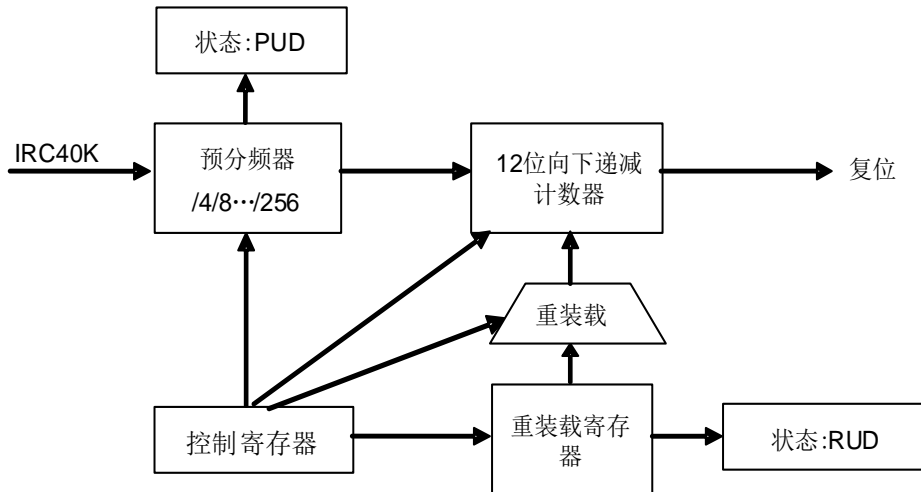 状态:PUD
IRC40K
预分频器
/4/8…/256
12位向下递减
计数器
复位
重装载
控制寄存器
重装载寄存
器
状态:RUD